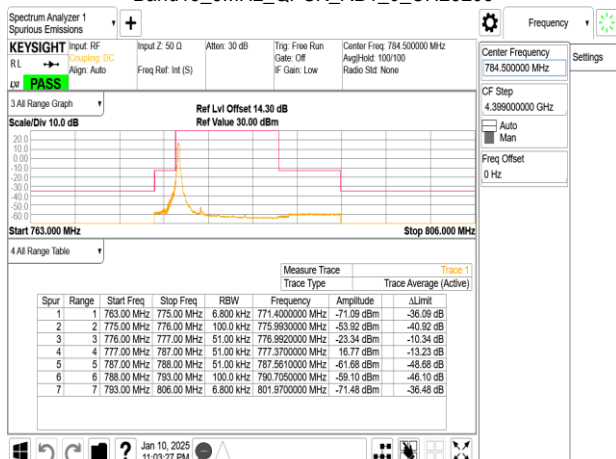 Spectrum Analyzer 1
Spurious Emissions
Frequency
KEYSIGHT Input: RF Input Z: 50 Ω Atten: 30 dB Trig: Free Run Center Freq: 784.500000 MHz
RL Coupling: DC Gate: Off Avg|Hold: 100/100
Align: Auto Freq Ref: Int (S) IF Gain: Low Radio Std: None
LXI PASS
Center Frequency
784.500000 MHz
Settings
CF Step
4.399000000 GHz
Auto
Man
Freq Offset
0 Hz
3 All Range Graph
Ref Lvl Offset 14.30 dB
Scale/Div 10.0 dB Ref Value 30.00 dBm
20.0
10.0
0.00
-10.0
-20.0
-30.0
-40.0
-50.0
-60.0
Start 763.000 MHz Stop 806.000 MHz
4 All Range Table
Measure Trace Trace 1
Trace Type Trace Average (Active)
Spur Range Start Freq Stop Freq RBW Frequency Amplitude ΔLimit
1 1 763.00 MHz 775.00 MHz 6.800 kHz 771.4000000 MHz -71.09 dBm -36.09 dB
2 2 775.00 MHz 776.00 MHz 100.0 kHz 775.9930000 MHz -53.92 dBm -40.92 dB
3 3 776.00 MHz 777.00 MHz 51.00 kHz 776.9920000 MHz -23.34 dBm -10.34 dB
4 4 777.00 MHz 787.00 MHz 51.00 kHz 777.3700000 MHz 16.77 dBm -13.23 dB
5 5 787.00 MHz 788.00 MHz 51.00 kHz 787.5610000 MHz -61.68 dBm -48.68 dB
6 6 788.00 MHz 793.00 MHz 100.0 kHz 790.7050000 MHz -59.10 dBm -46.10 dB
7 7 793.00 MHz 806.00 MHz 6.800 kHz 801.9700000 MHz -71.48 dBm -36.48 dB
Jan 10, 2025
11:03:27 PM